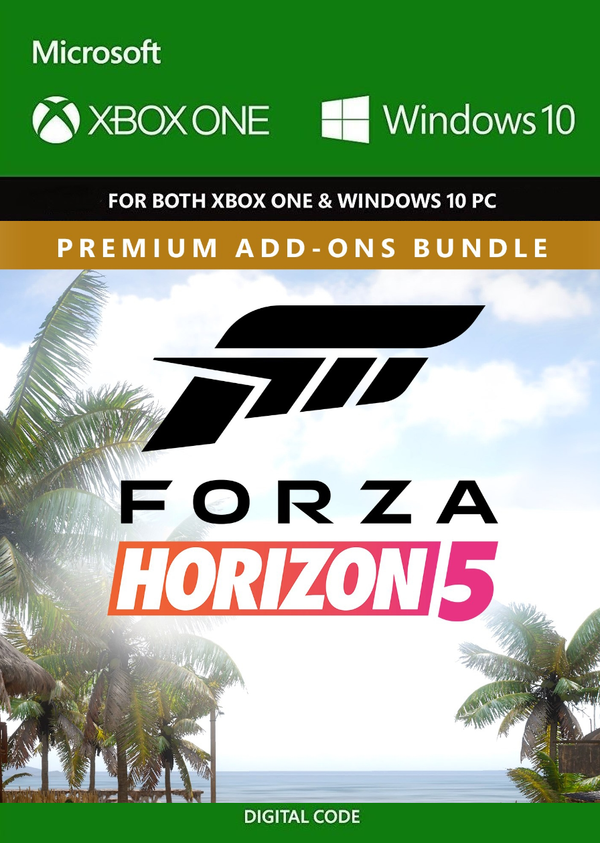 Microsoft
XBOX ONE
Windows 10
FOR BOTH XBOX ONE & WINDOWS 10 PC
PREMIUM ADD-ONS BUNDLE
FORZA
HORIZON 5
DIGITAL CODE